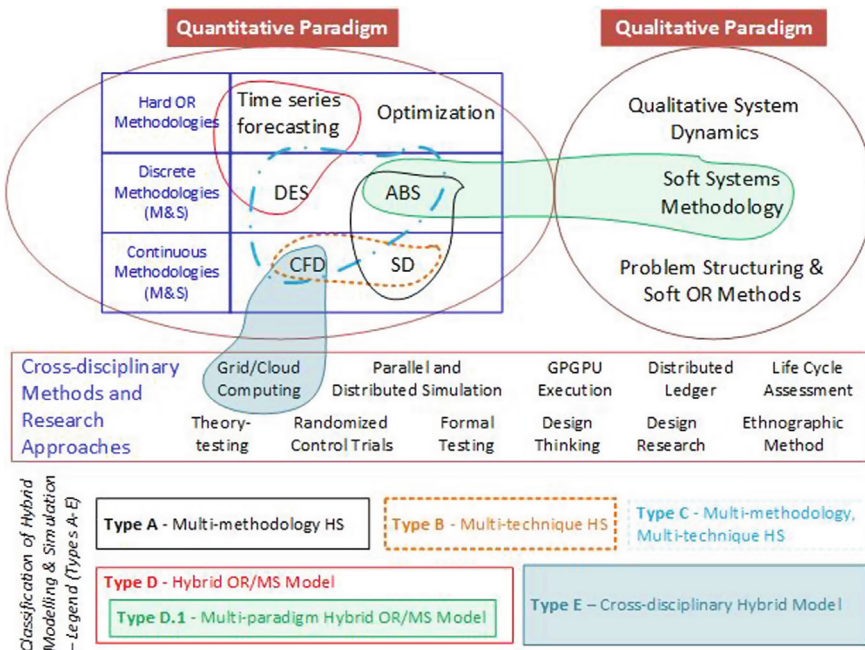 Quantitative Paradigm
Qualitative Paradigm
Hard OR
Methodologies
Time series
forecasting
Optimization
Discrete
Methodologies
(M&S)
DES
ABS
Continuous
Methodologies
(M&S)
CFD
SD
Qualitative System
Dynamics
Soft Systems
Methodology
Problem Structuring &
Soft OR Methods
Cross-disciplinary
Methods and
Research
Approaches
Grid/Cloud
Computing
Parallel and
Distributed Simulation
GPGPU
Execution
Distributed
Ledger
Life Cycle
Assessment
Theory-
testing
Randomized
Control Trials
Formal
Testing
Design
Thinking
Design
Research
Ethnographic
Method
Classification of Hybrid
Modelling & Simulation
– Legend (Types A-E)
Type A - Multi-methodology HS
Type B - Multi-technique HS
Type C - Multi-methodology,
Multi-technique HS
Type D - Hybrid OR/MS Model
Type D.1 - Multi-paradigm Hybrid OR/MS Model
Type E – Cross-disciplinary Hybrid Model